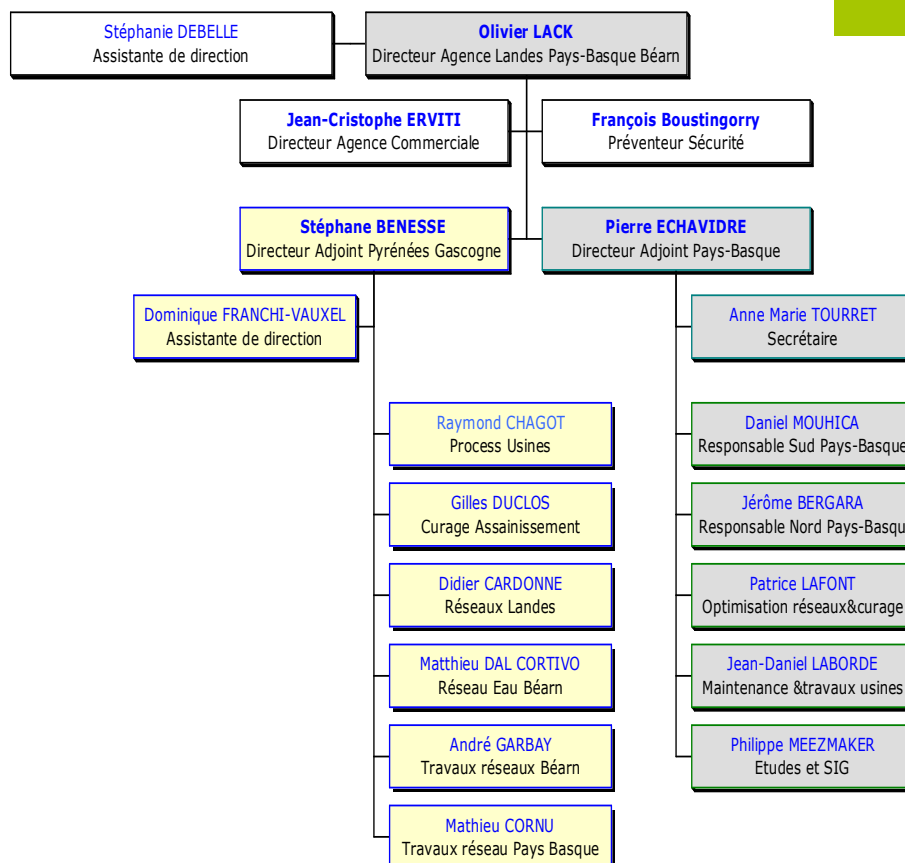 Stéphanie DEBELLE
Assistante de direction
Olivier LACK
Directeur Agence Landes Pays-Basque Béarn
Jean-Cristophe ERVITI
Directeur Agence Commerciale
François Boustingorry
Préventeur Sécurité
Stéphane BENESSE
Directeur Adjoint Pyrénées Gascogne
Pierre ECHAVIDRE
Directeur Adjoint Pays-Basque
Dominique FRANCHI-VAUXEL
Assistante de direction
Anne Marie TOURRET
Secrétaire
Raymond CHAGOT
Process Usines
Daniel MOUHICA
Responsable Sud Pays-Basque
Gilles DUCLOS
Curage Assainissement
Jérôme BERGARA
Responsable Nord Pays-Basqu
Didier CARDONNE
Réseaux Landes
Patrice LAFONT
Optimisation réseaux&curage
Matthieu DAL CORTIVO
Réseau Eau Béarn
Jean-Daniel LABORDE
Maintenance &travaux usines
André GARBAY
Travaux réseaux Béarn
Philippe MEEZMAKER
Etudes et SIG
Mathieu CORNU
Travaux réseau Pays Basque